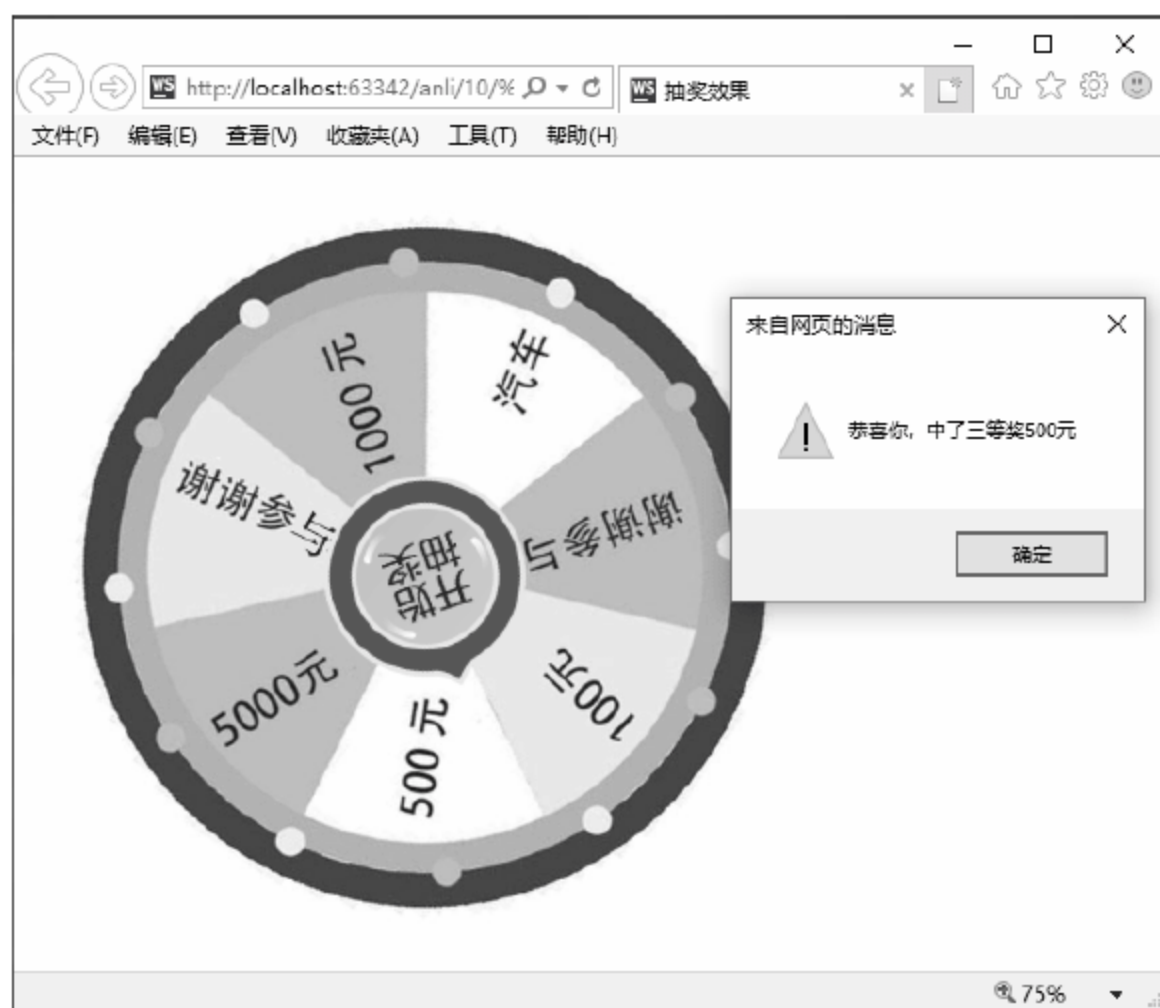 http://localhost:63342/anli/10/%
抽奖效果
文件(F) 编辑(E) 查看(V) 收藏夹(A) 工具(T) 帮助(H)
1000 元
汽车
谢谢参与
谢谢参与
开始
抽奖
5000元
500 元
100元
来自网页的消息
恭喜你，中了三等奖500元
确定
75%